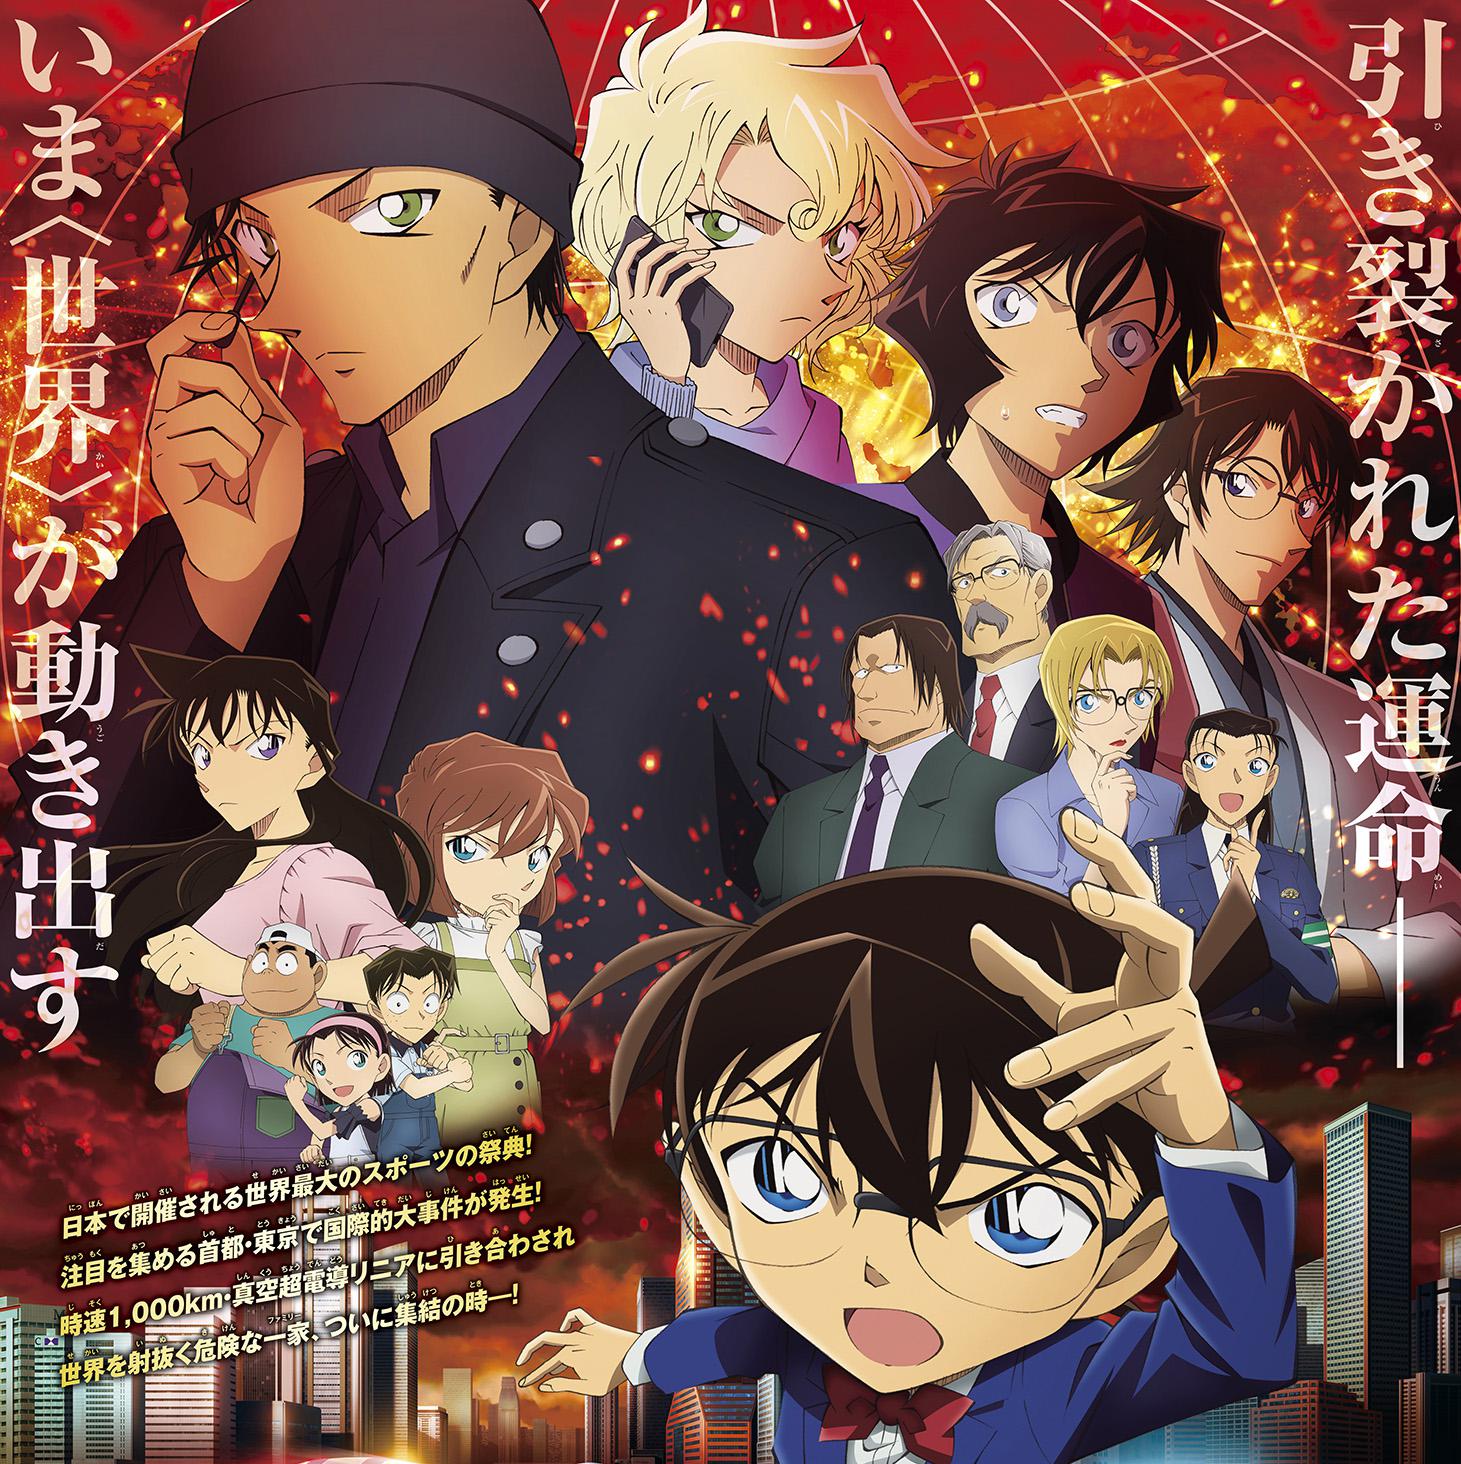 引き裂かれた運命――
いま〈世界〉が動き出す
日本で開催される世界最大のスポーツの祭典!
注目を集める首都・東京で国際的大事件が発生!
時速1,000km・真空超電導リニアに引き合わされ
世界を射抜く危険な一家、ついに集結の時―!